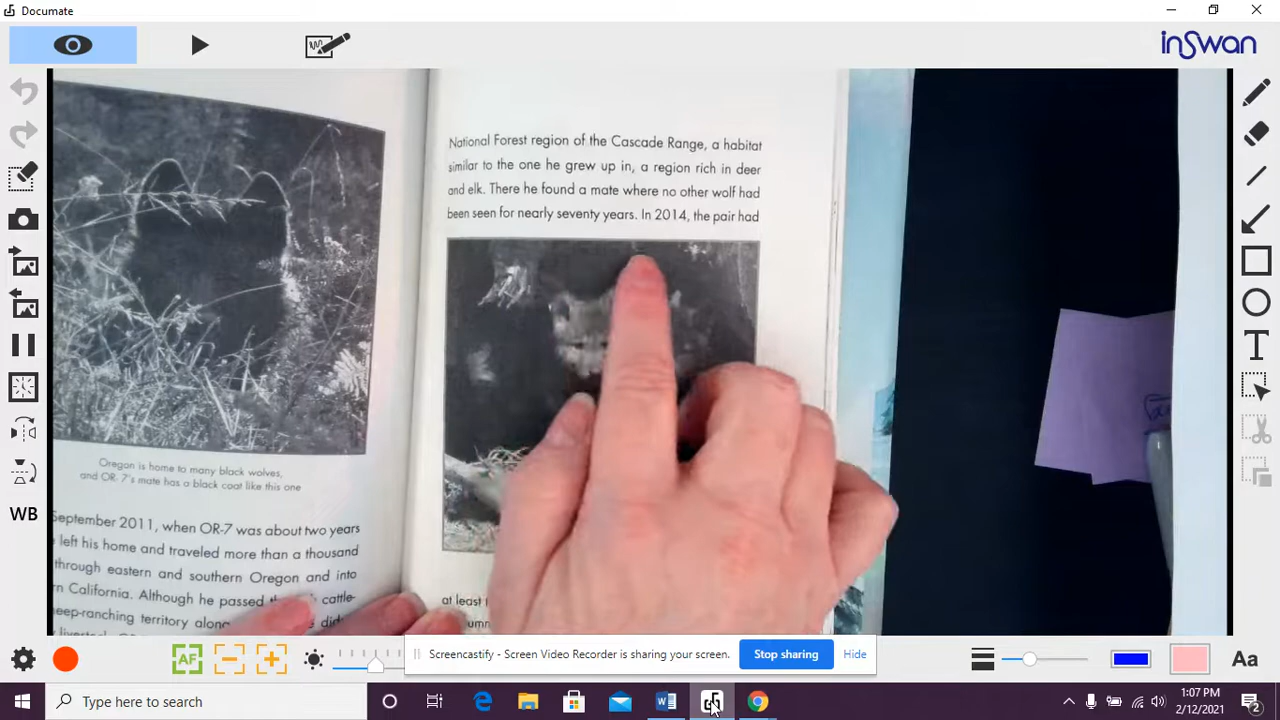 Documate
inSwan
National Forest region of the Cascade Range, a habitat
similar to the one he grew up in, a region rich in deer
and elk. There he found a mate where no other wolf had
been seen for nearly seventy years. In 2014, the pair had
Oregon is home to many black wolves,
and OR-7's mate has a black coat like this one
September 2011, when OR-7 was about two years
left his home and traveled more than a thousand
through eastern and southern Oregon and into
California. Although he passed cattle-
territory
at least
WB
T
AF
Screencastify - Screen Video Recorder is sharing your screen.
Stop sharing
Hide
Aa
Type here to search
1:07 PM
2/12/2021
2